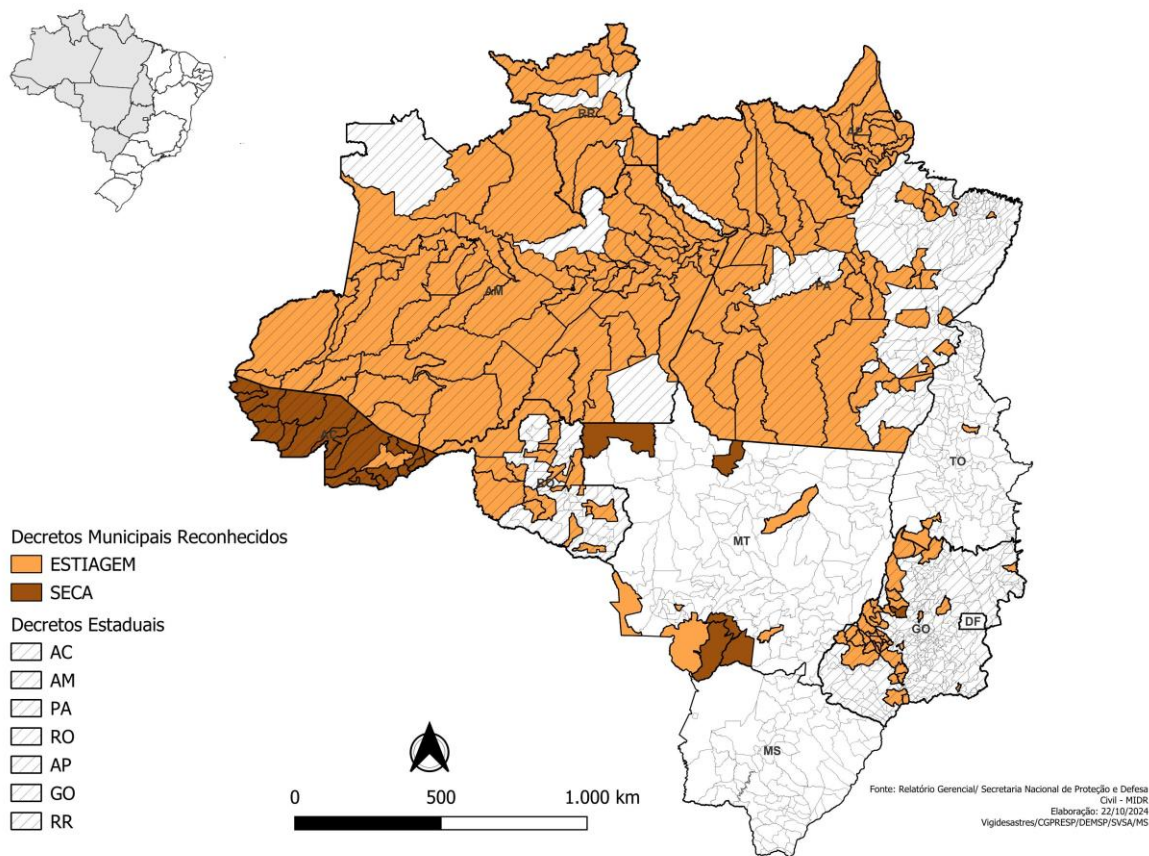 RR
AP
AM
PA
AC
RO
TO
MT
GO
DF
MS
Decretos Municipais Reconhecidos
ESTIAGEM
SECA
Decretos Estaduais
AC
AM
PA
RO
AP
GO
RR
0 500 1.000 km
Fonte: Relatório Gerencial/ Secretaria Nacional de Proteção e Defesa
Civil - MIDR
Elaboração: 22/10/2024
Vigidesastres/CGPRESP/DEMSP/SVSA/MS